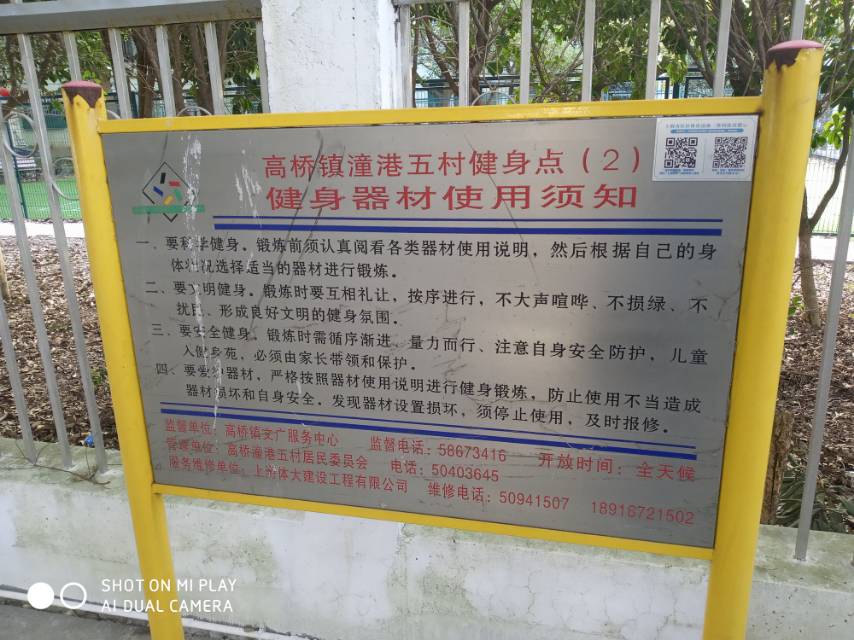 高桥镇潼港五村健身点（2）
健身器材使用须知
一、要科学健身。锻炼前须认真阅看各类器材使用说明，然后根据自己的身
体状况选择适当的器材进行锻炼。
二、要文明健身。锻炼时要互相礼让，按序进行，不大声喧哗、不损绿、不
扰民、形成良好文明的健身氛围。
三、要安全健身。锻炼时需循序渐进、量力而行、注意自身安全防护，儿童
入健身苑，必须由家长带领和保护。
四、要爱护器材，严格按照器材使用说明进行健身锻炼，防止使用不当造成
器材损坏和自身安全。发现器材设置损坏，须停止使用，及时报修。
监督单位：高桥镇文广服务中心 监督电话：58673416 开放时间：全天候
管理单位：高桥潼港五村居民委员会 电话：50403645
服务维修单位：上海体大建设工程有限公司 维修电话：50941507 18916721502
SHOT ON MI PLAY
AI DUAL CAMERA